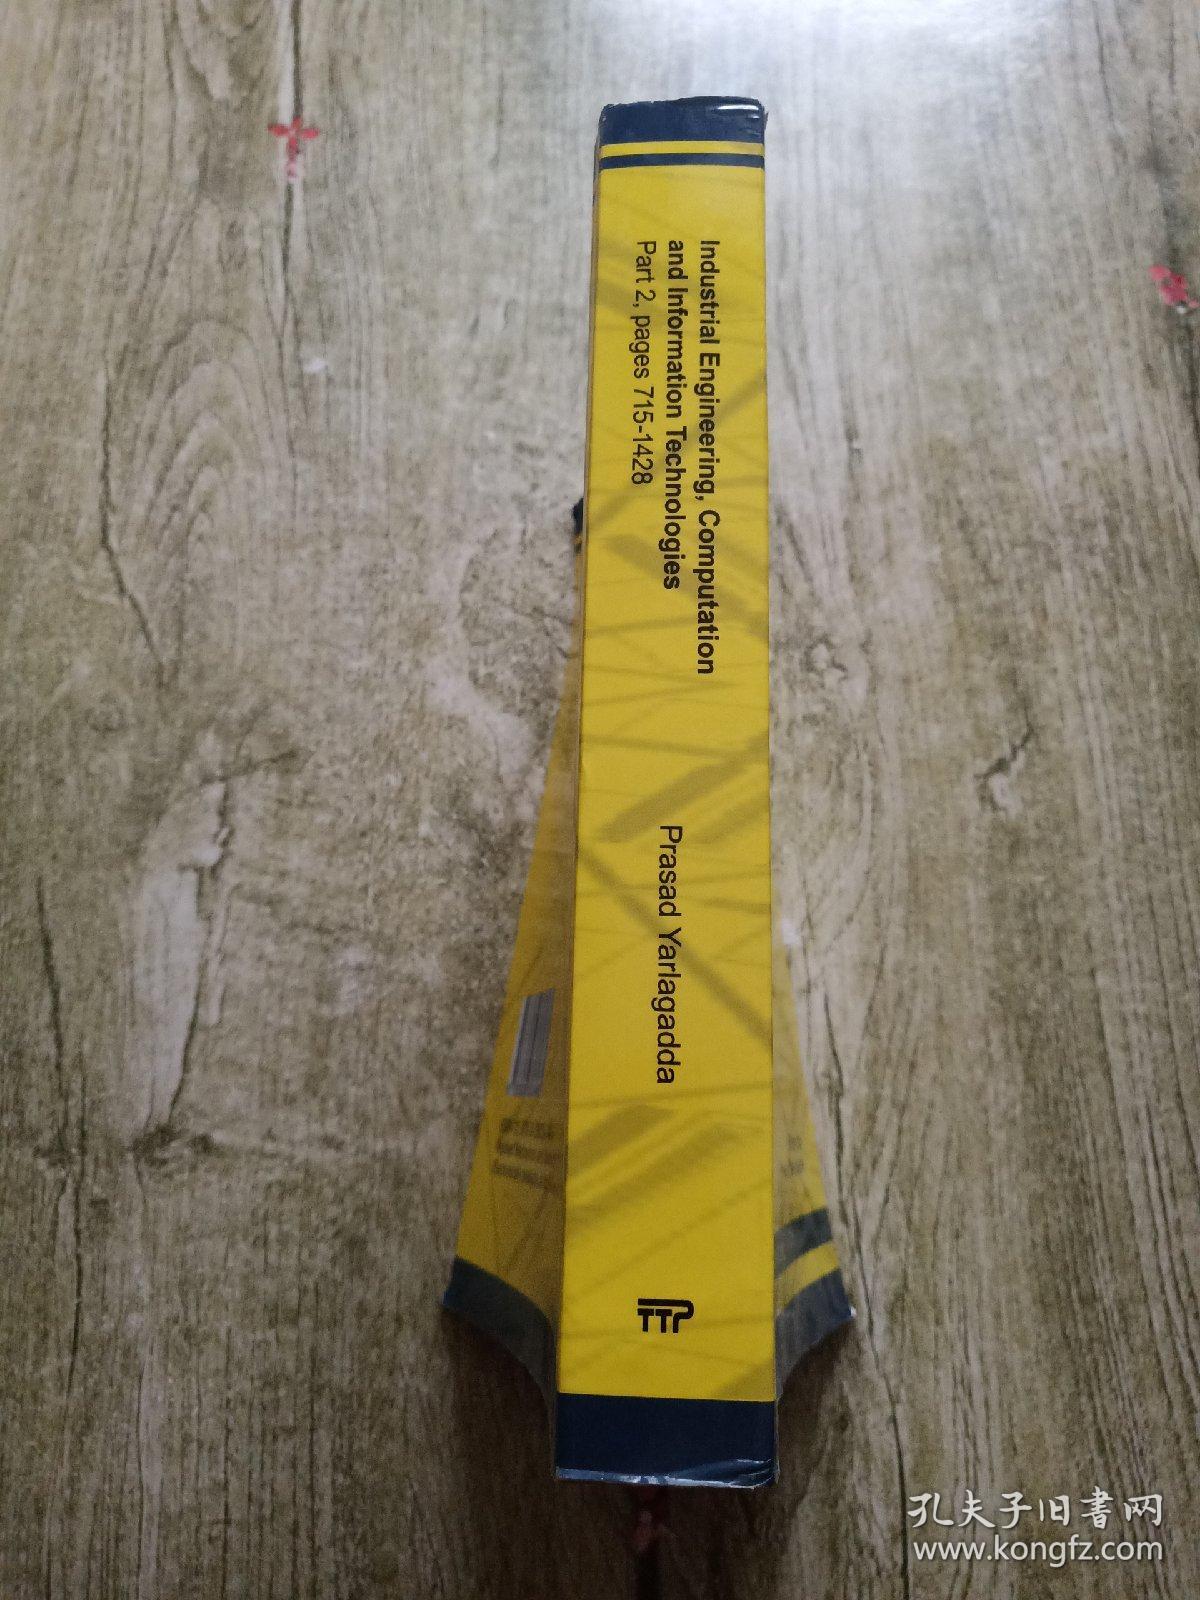 Industrial Engineering, Computation
and Information Technologies
Part 2, pages 715-1428
Prasad Yarlagadda
TTP
孔夫子旧書网
www.kongfz.com